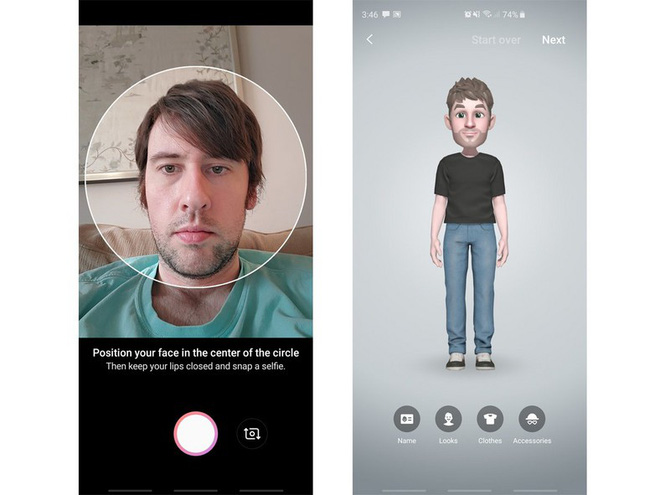 Position your face in the center of the circle
Then keep your lips closed and snap a selfie.
3:46
74%
Start over
Next
Name
Looks
Clothes
Accessories